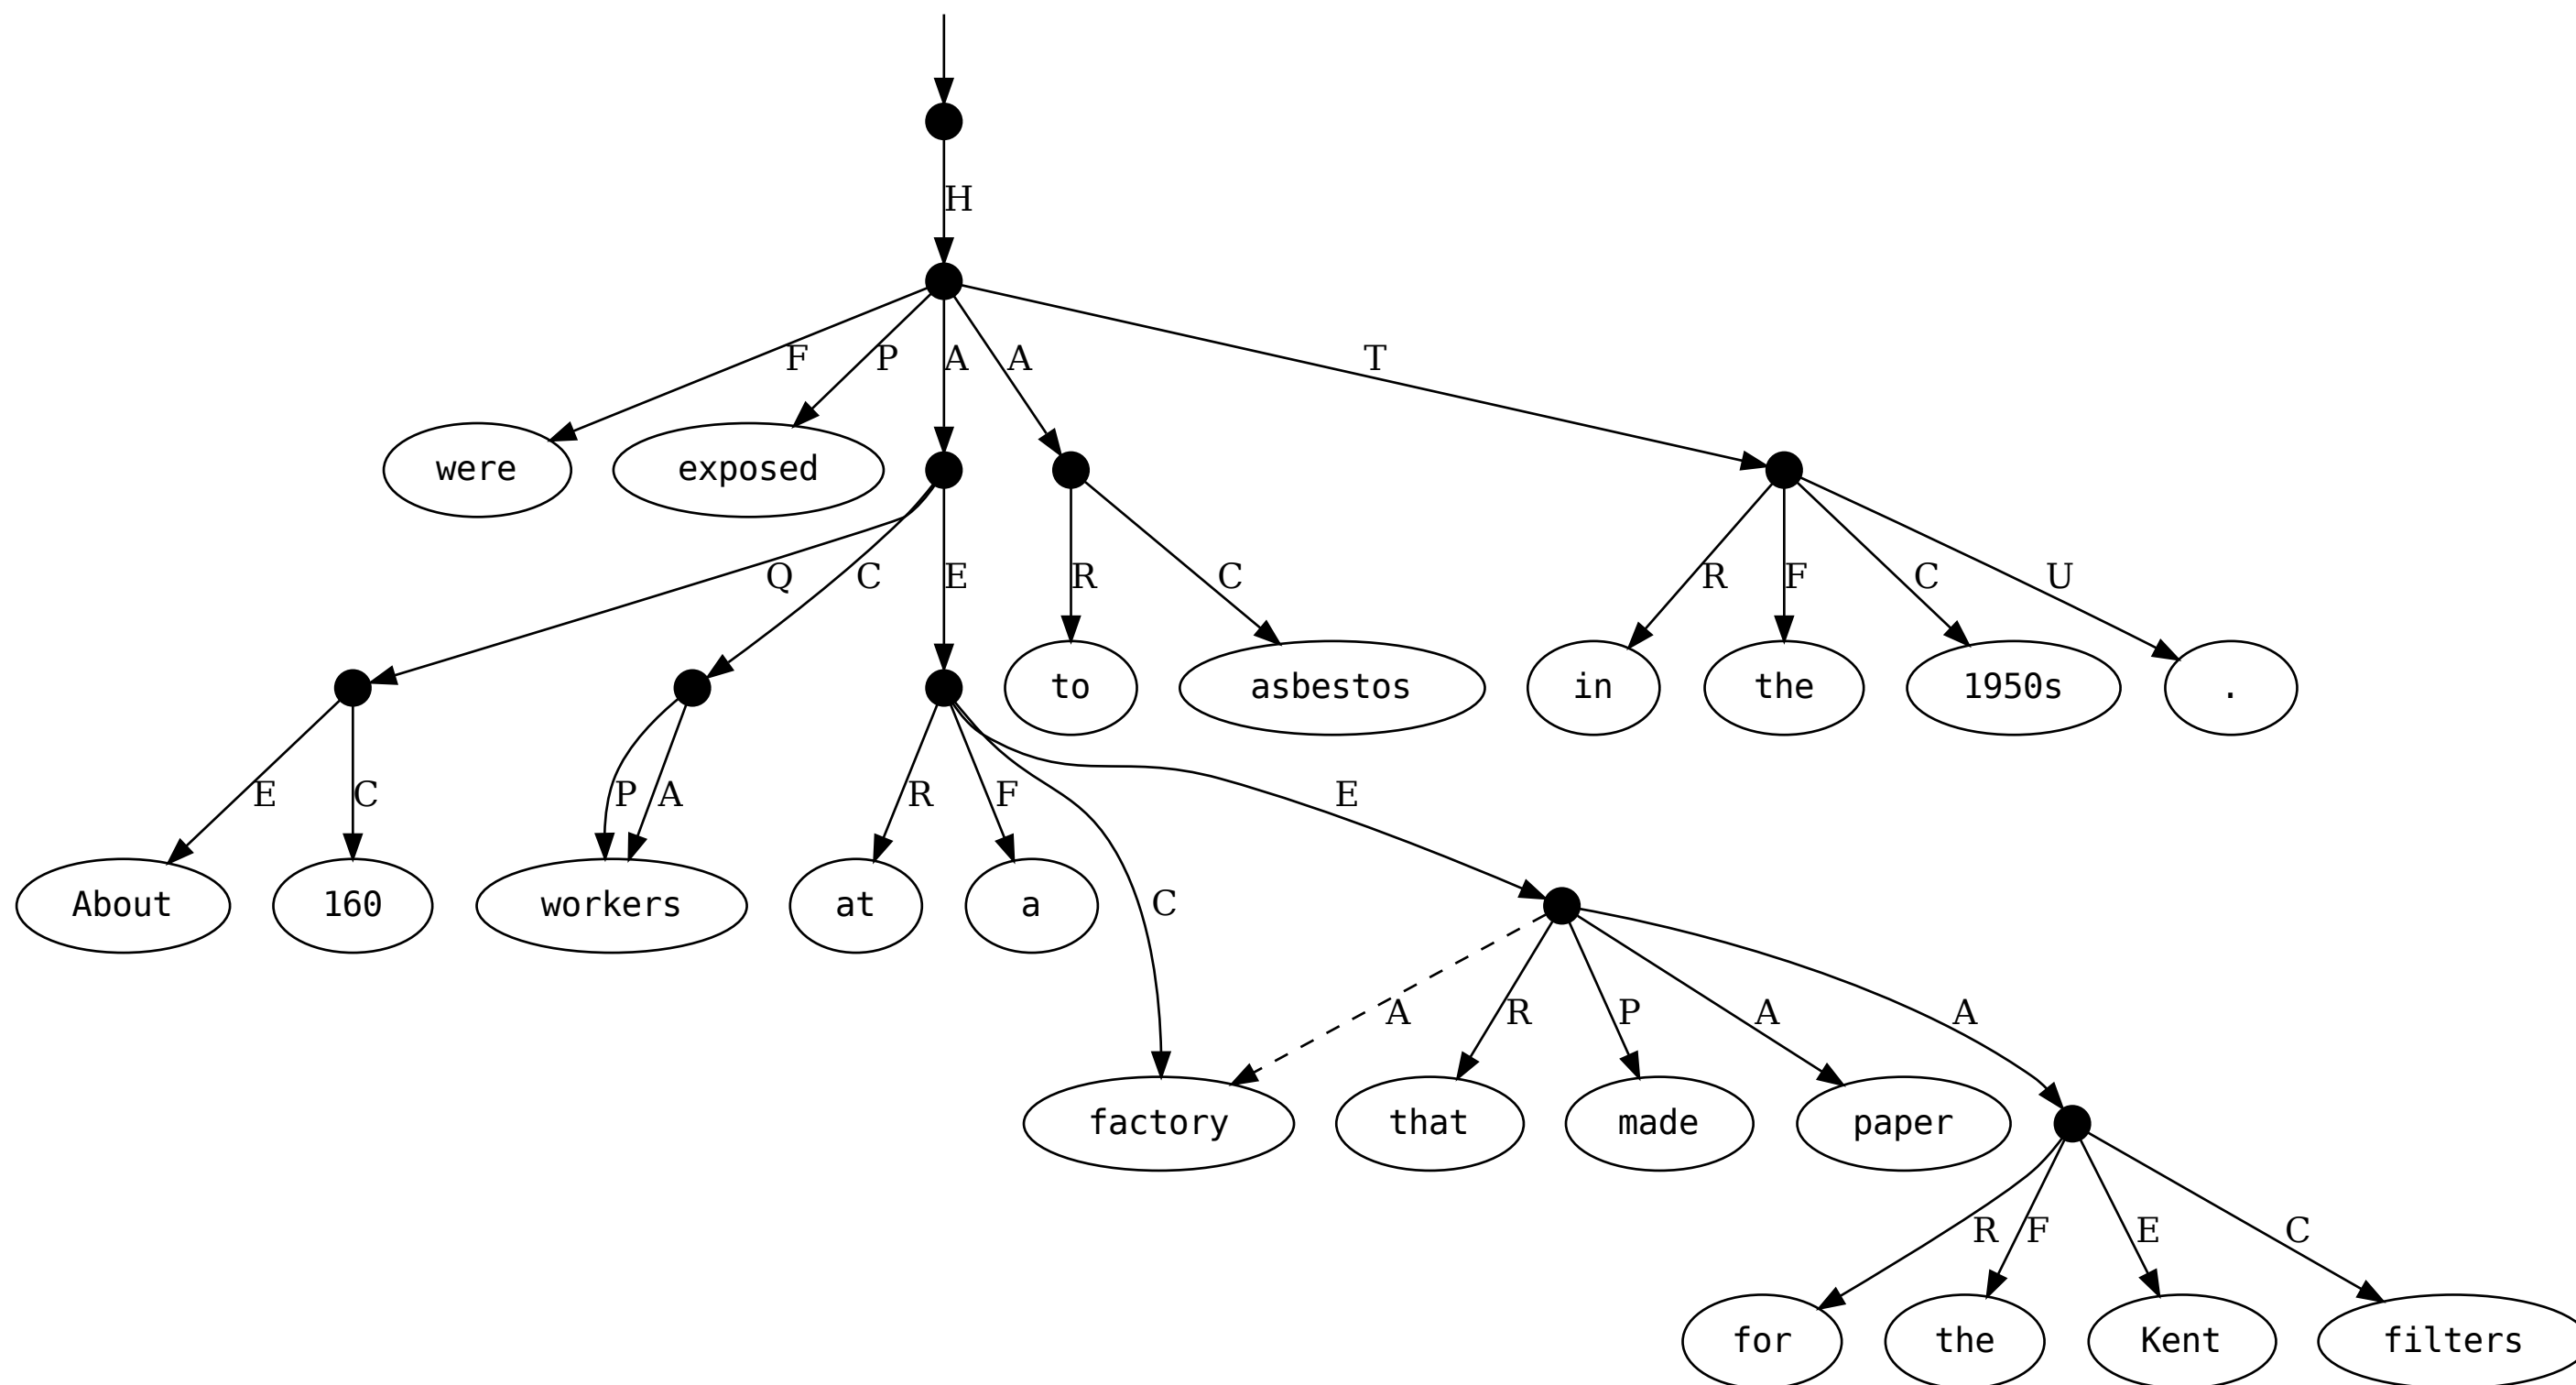 H
F P A A T
were exposed
Q C E R C R F C U
to asbestos in the 1950s .
E C P A R F E
About 160 workers at a C
A R P A A
factory that made paper
R F E C
for the Kent filters